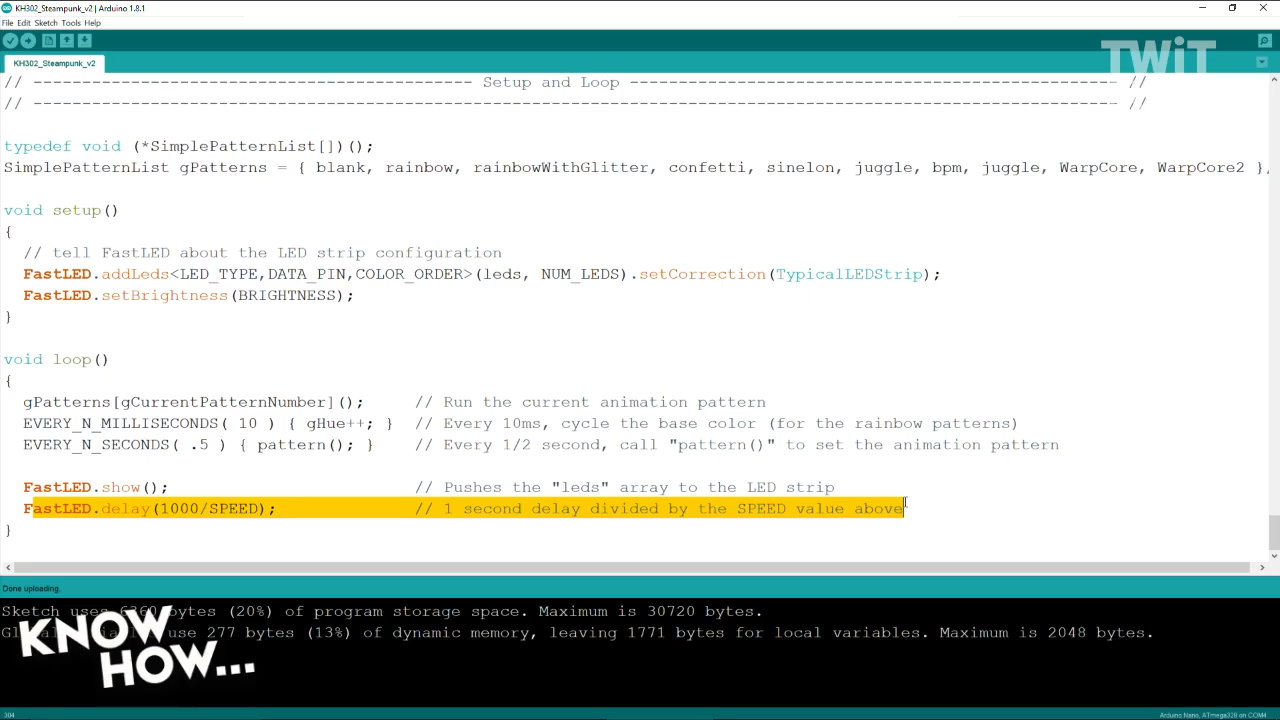 KH302_Steampunk_v2 | Arduino 1.8.1
File Edit Sketch Tools Help
TWiT
KH302_Steampunk_v2
// --------------------------------------------- Setup and Loop -------------------------------------------------- //
// --------------------------------------------------------------------------------------------------------------- //
typedef void (*SimplePatternList[])();
SimplePatternList gPatterns = { blank, rainbow, rainbowWithGlitter, confetti, sinelon, juggle, bpm, juggle, WarpCore, WarpCore2 },
void setup()
{
// tell FastLED about the LED strip configuration
FastLED.addLeds<LED_TYPE,DATA_PIN,COLOR_ORDER>(leds, NUM_LEDS).setCorrection(TypicalLEDStrip);
FastLED.setBrightness(BRIGHTNESS);
}
void loop()
{
gPatterns[gCurrentPatternNumber](); // Run the current animation pattern
EVERY_N_MILLISECONDS( 10 ) { gHue++; } // Every 10ms, cycle the base color (for the rainbow patterns)
EVERY_N_SECONDS( .5 ) { pattern(); } // Every 1/2 second, call "pattern()" to set the animation pattern
FastLED.show(); // Pushes the "leds" array to the LED strip
FastLED.delay(1000/SPEED); // 1 second delay divided by the SPEED value above
}
Done uploading.
Sketch uses 6360 bytes (20%) of program storage space. Maximum is 30720 bytes.
use 277 bytes (13%) of dynamic memory, leaving 1771 bytes for local variables. Maximum is 2048 bytes.
KNOW
HOW...
304 Arduino Nano, ATmega328 on COM4